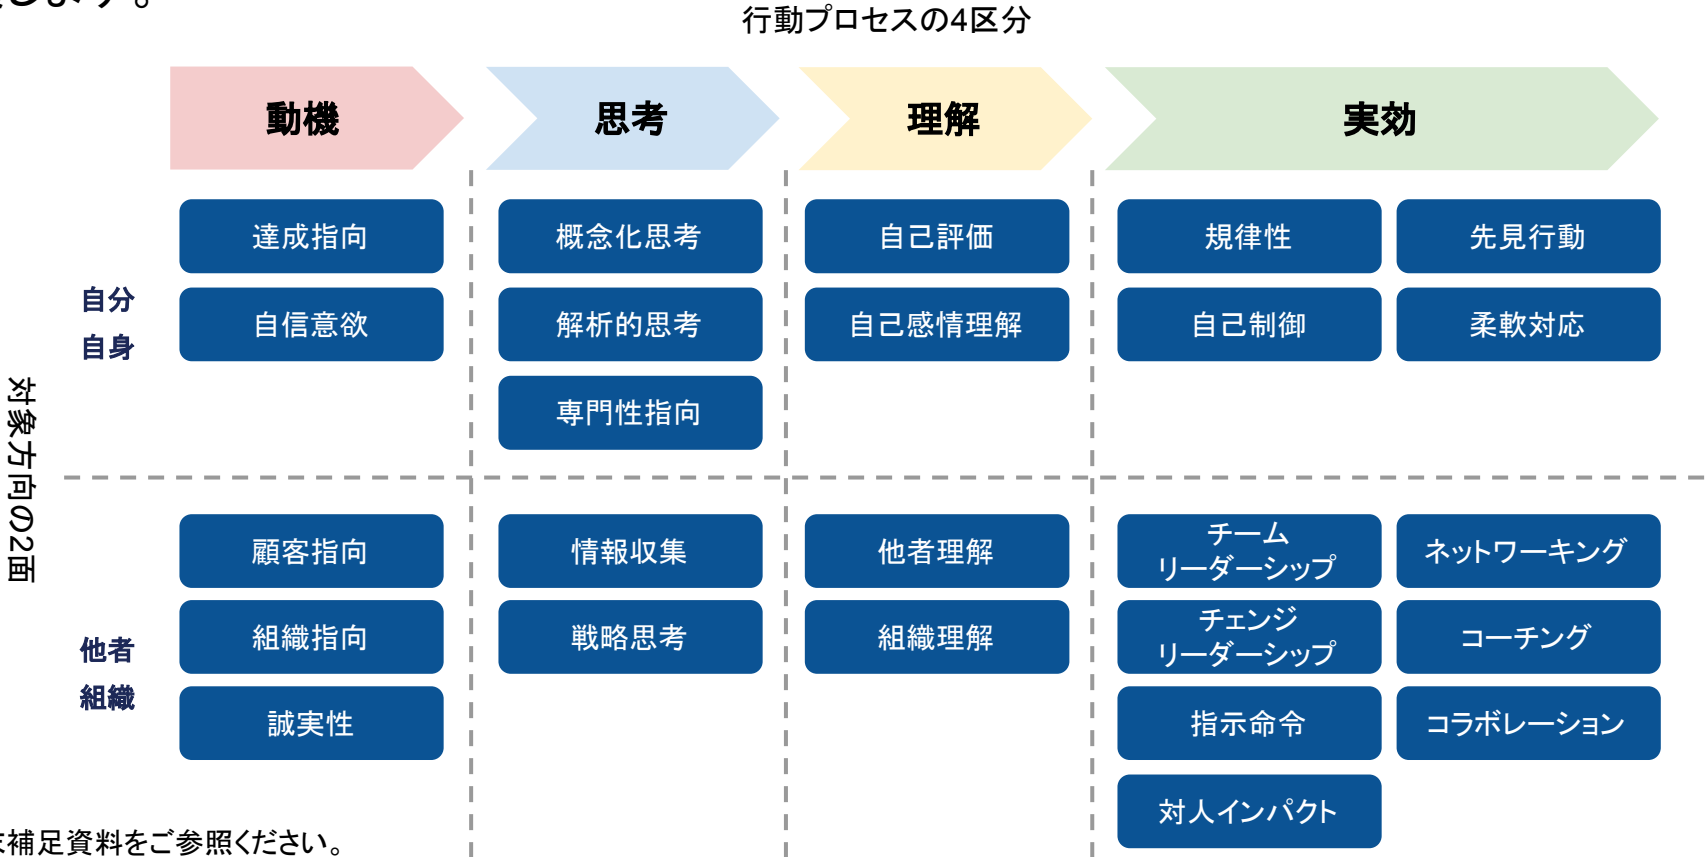 します。
行動プロセスの4区分
動機
思考
理解
実効
対象方向の2面
自分
自身
達成指向
概念化思考
自己評価
規律性
先見行動
自信意欲
解析的思考
自己感情理解
自己制御
柔軟対応
専門性指向
他者
組織
顧客指向
情報収集
他者理解
チーム
リーダーシップ
ネットワーキング
組織指向
戦略思考
組織理解
チェンジ
リーダーシップ
コーチング
誠実性
指示命令
コラボレーション
対人インパクト
補足資料をご参照ください。